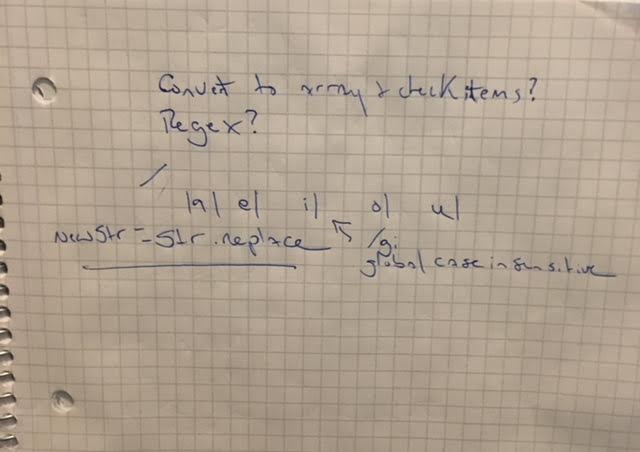 Convert to array & check items?
Regex?
/ |a| e| i| o| u|
newStr = str.replace /gi
global case insensitive